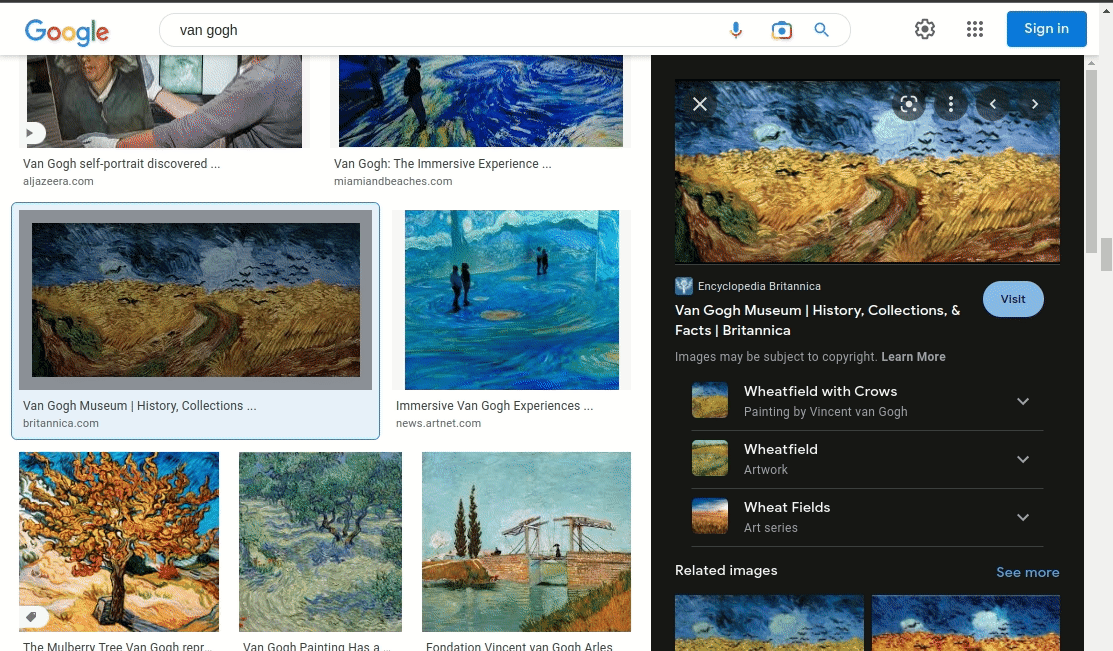 Google
van gogh
Sign in
Van Gogh self-portrait discovered ...
aljazeera.com
Van Gogh: The Immersive Experience ...
miamiandbeaches.com
Van Gogh Museum | History, Collections ...
britannica.com
Immersive Van Gogh Experiences ...
news.artnet.com
The Mulberry Tree Van Gogh repr...
Van Gogh Painting Has a ...
Fondation Vincent van Gogh Arles
Encyclopedia Britannica
Van Gogh Museum | History, Collections, &
Facts | Britannica
Visit
Images may be subject to copyright. Learn More
Wheatfield with Crows
Painting by Vincent van Gogh
Wheatfield
Artwork
Wheat Fields
Art series
Related images
See more